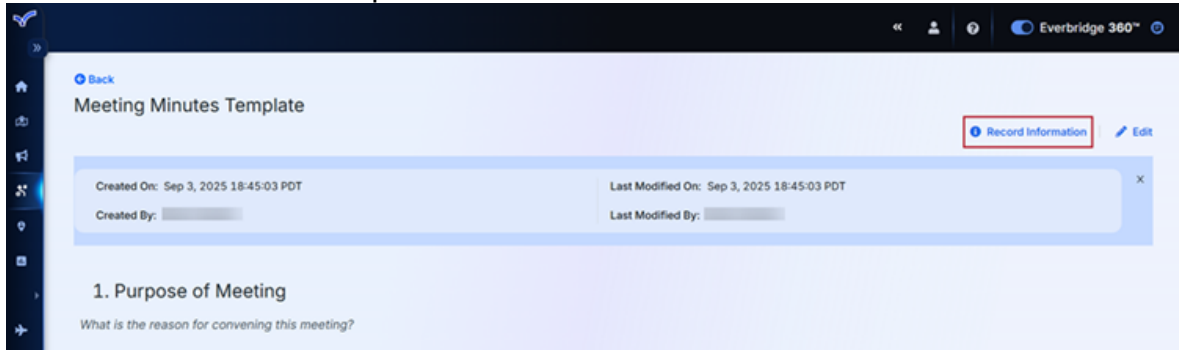 Everbridge 360™
Back
Meeting Minutes Template
Record Information
Edit
Created On: Sep 3, 2025 18:45:03 PDT
Last Modified On: Sep 3, 2025 18:45:03 PDT
Created By:
Last Modified By:
1. Purpose of Meeting
What is the reason for convening this meeting?